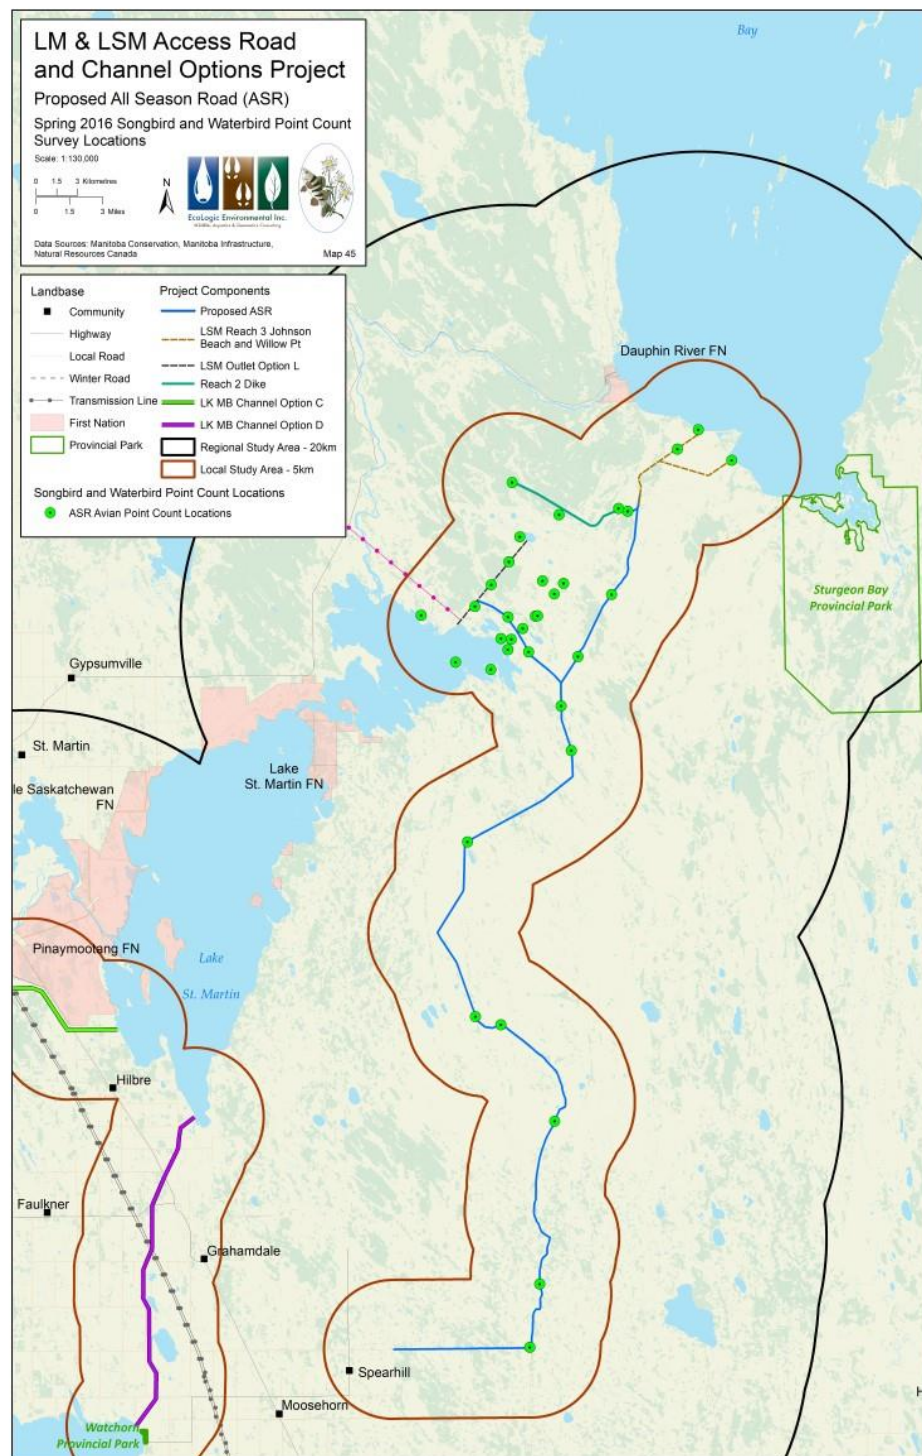 LM & LSM Access Road
and Channel Options Project
Proposed All Season Road (ASR)
Spring 2016 Songbird and Waterbird Point Count
Survey Locations
Scale: 1:130,000
0 1.5 3 Kilometres
0 1.5 3 Miles
N
EcoLogic Environmental Inc.
Data Sources: Manitoba Conservation, Manitoba Infrastructure,
Natural Resources Canada
Map 45
Landbase
Community
Highway
Local Road
Winter Road
Transmission Line
First Nation
Provincial Park
Project Components
Proposed ASR
LSM Reach 3 Johnson
Beach and Willow Pt
LSM Outlet Option L
Reach 2 Dike
LK MB Channel Option C
LK MB Channel Option D
Regional Study Area - 20km
Local Study Area - 5km
Songbird and Waterbird Point Count Locations
ASR Avian Point Count Locations
Bay
Dauphin River FN
Sturgeon Bay
Provincial Park
Gypsumville
St. Martin
le Saskatchewan
FN
Lake
St. Martin FN
Pinaymootang FN
Lake
St. Martin
Hilbre
Faulkner
Grahamdale
Spearhill
Moosehorn
H
Watchorn
Provincial Park